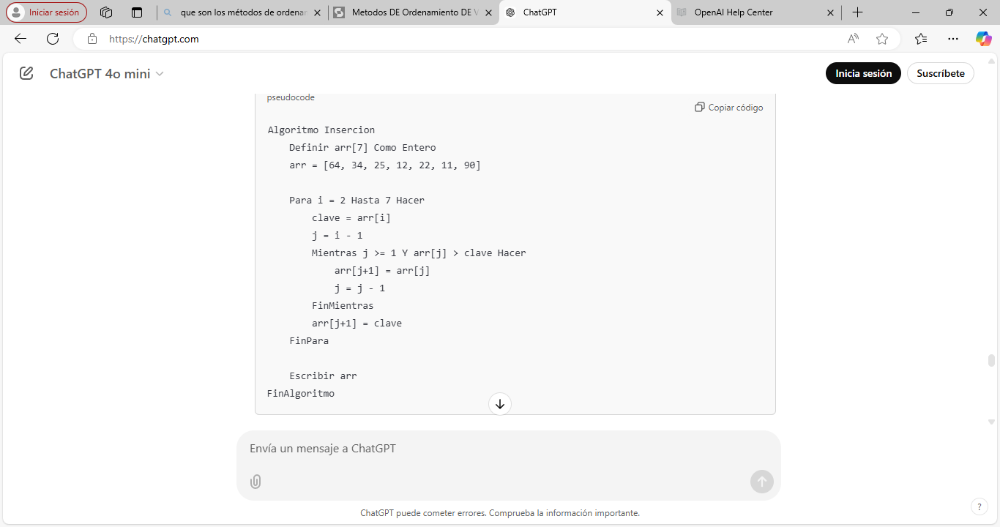 Iniciar sesión
que son los métodos de ordenar
Metodos DE Ordenamiento DE V
ChatGPT
OpenAI Help Center
https://chatgpt.com
ChatGPT 4o mini
Inicia sesión
Suscríbete
pseudocode
Copiar código
Algoritmo Insercion
    Definir arr[7] Como Entero
    arr = [64, 34, 25, 12, 22, 11, 90]
    Para i = 2 Hasta 7 Hacer
        clave = arr[i]
        j = i - 1
        Mientras j >= 1 Y arr[j] > clave Hacer
            arr[j+1] = arr[j]
            j = j - 1
        FinMientras
        arr[j+1] = clave
    FinPara
    Escribir arr
FinAlgoritmo
Envía un mensaje a ChatGPT
ChatGPT puede cometer errores. Comprueba la información importante.
?